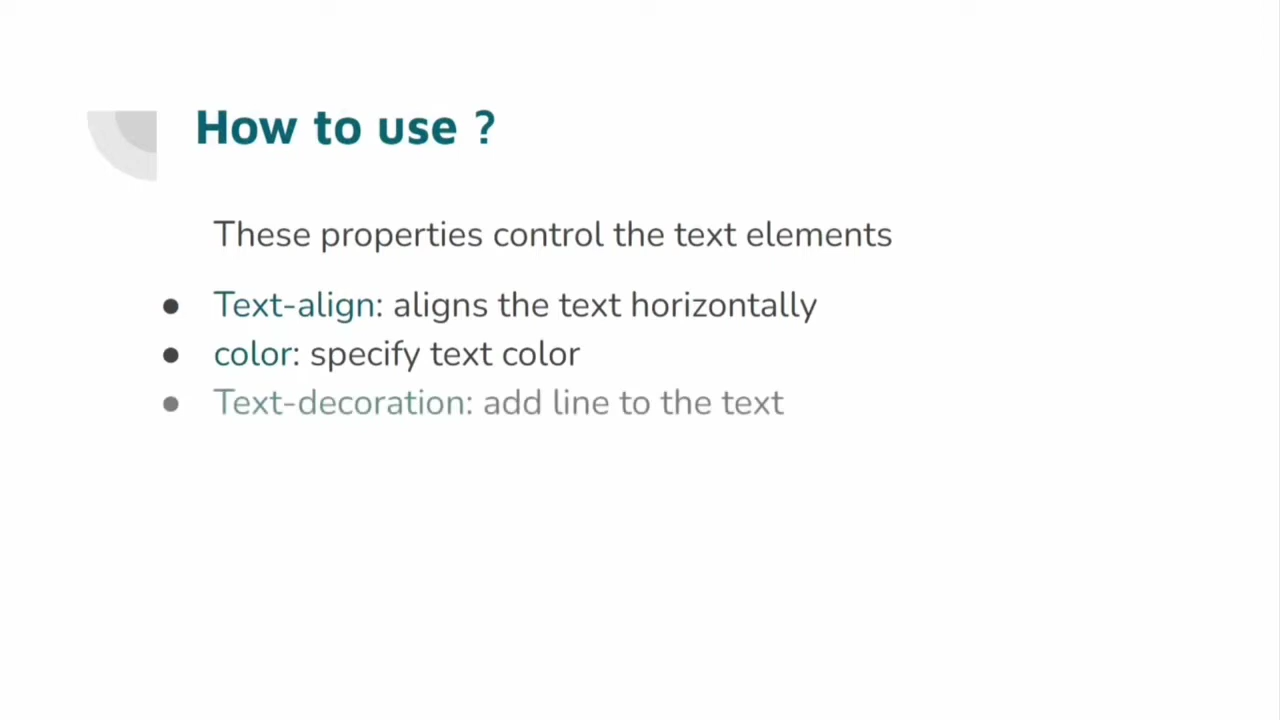 How to use ?
These properties control the text elements
● Text-align: aligns the text horizontally
● color: specify text color
● Text-decoration: add line to the text